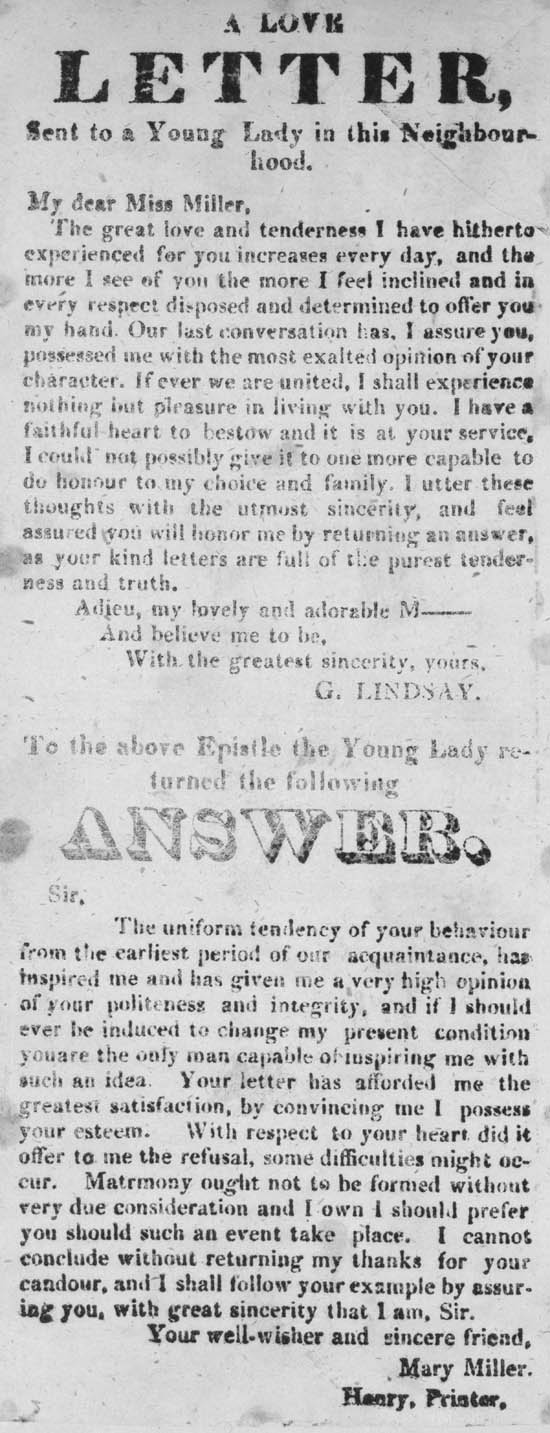 A LOVE
LETTER,
Sent to a Young Lady in this Neighbour-
hood.
My dear Miss Miller,
The great love and tenderness I have hitherto
experienced for you increases every day, and the
more I see of you the more I feel inclined and in
every respect disposed and determined to offer you
my hand. Our last conversation has, I assure you,
possessed me with the most exalted opinion of your
character. If ever we are united, I shall experience
nothing but pleasure in living with you. I have a
faithful heart to bestow and it is at your service,
I could not possibly give it to one more capable to
do honour to my choice and family. I utter these
thoughts with the utmost sincerity, and feel
assured you will honor me by returning an answer,
as your kind letters are full of the purest tender-
ness and truth.
Adieu, my lovely and adorable M——
And believe me to be,
With the greatest sincerity, yours,
G. LINDSAY.
To the above Epistle the Young Lady re-
turned the following
ANSWER.
Sir,
The uniform tendency of your behaviour
from the earliest period of our acquaintance, has
inspired me and has given me a very high opinion
of your politeness and integrity, and if I should
ever be induced to change my present condition
youare the only man capable of inspiring me with
such an idea. Your letter has afforded me the
greatest satisfaction, by convincing me I possess
your esteem. With respect to your heart did it
offer to me the refusal, some difficulties might oc-
cur. Matrmony ought not to be formed without
very due consideration and I own I should prefer
you should such an event take place. I cannot
conclude without returning my thanks for your
candour, and I shall follow your example by assur-
ing you, with great sincerity that I am, Sir.
Your well-wisher and sincere friend,
Mary Miller.
Henry, Printer,